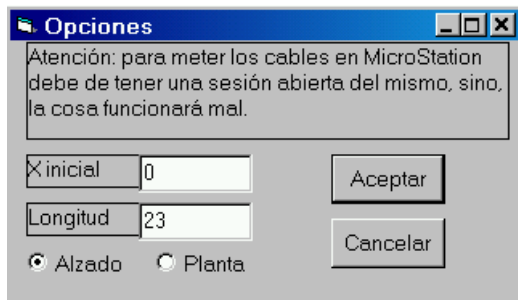 Opciones
Atención: para meter los cables en MicroStation
debe de tener una sesión abierta del mismo, sino,
la cosa funcionará mal.
X inicial 0
Aceptar
Longitud 23
Cancelar
Alzado Planta